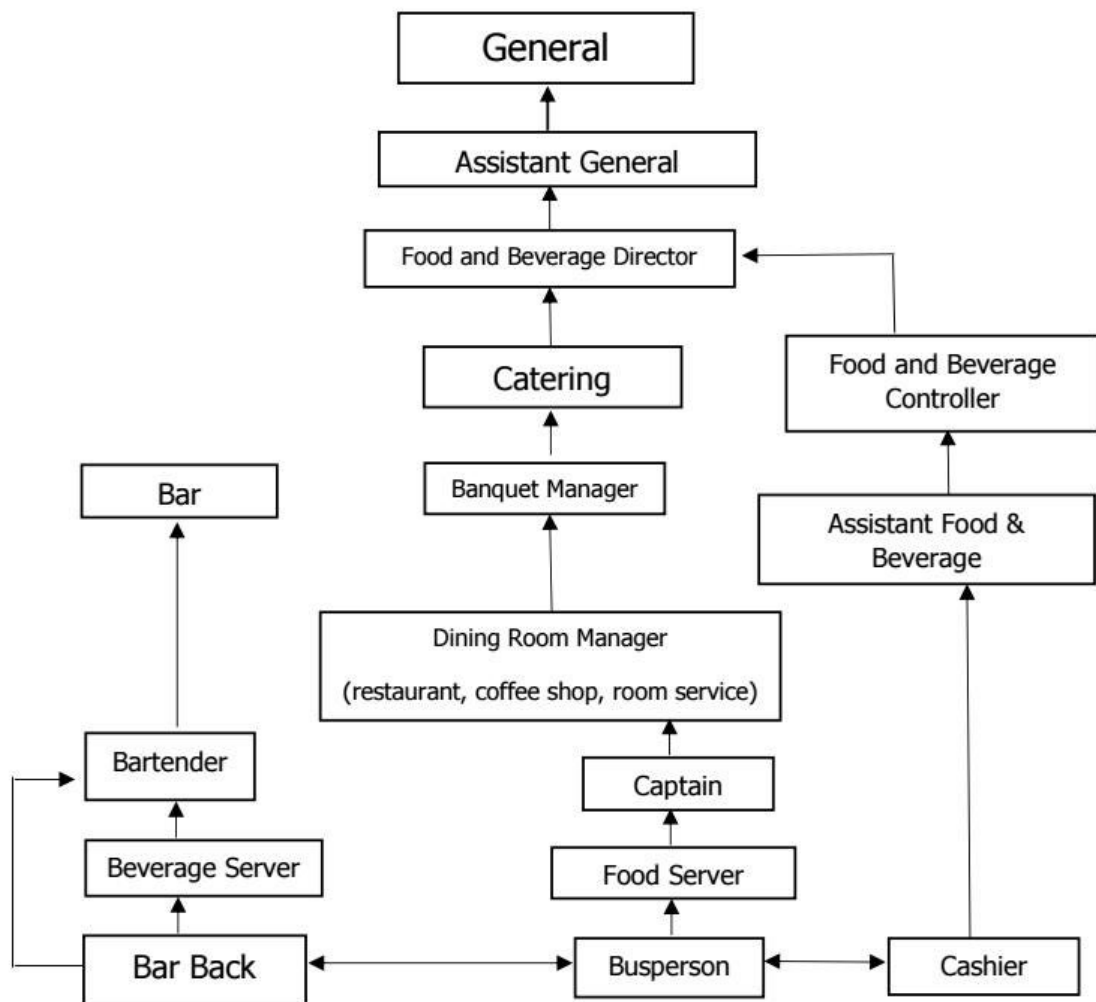 General
Assistant General
Food and Beverage Director
Food and Beverage
Controller
Catering
Banquet Manager
Bar
Assistant Food &
Beverage
Dining Room Manager
(restaurant, coffee shop, room service)
Bartender
Captain
Beverage Server
Food Server
Bar Back
Busperson
Cashier